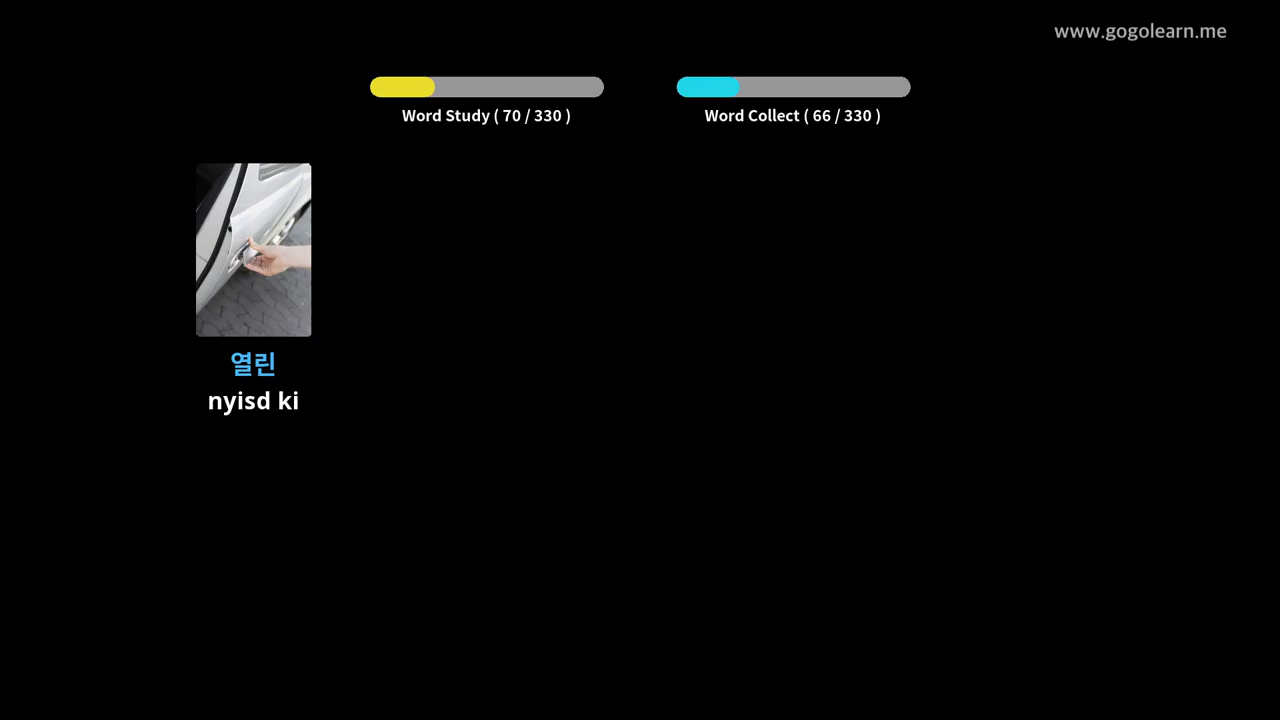 www.gogolearn.me
Word Study ( 70 / 330 )
Word Collect ( 66 / 330 )
열린
nyisd ki